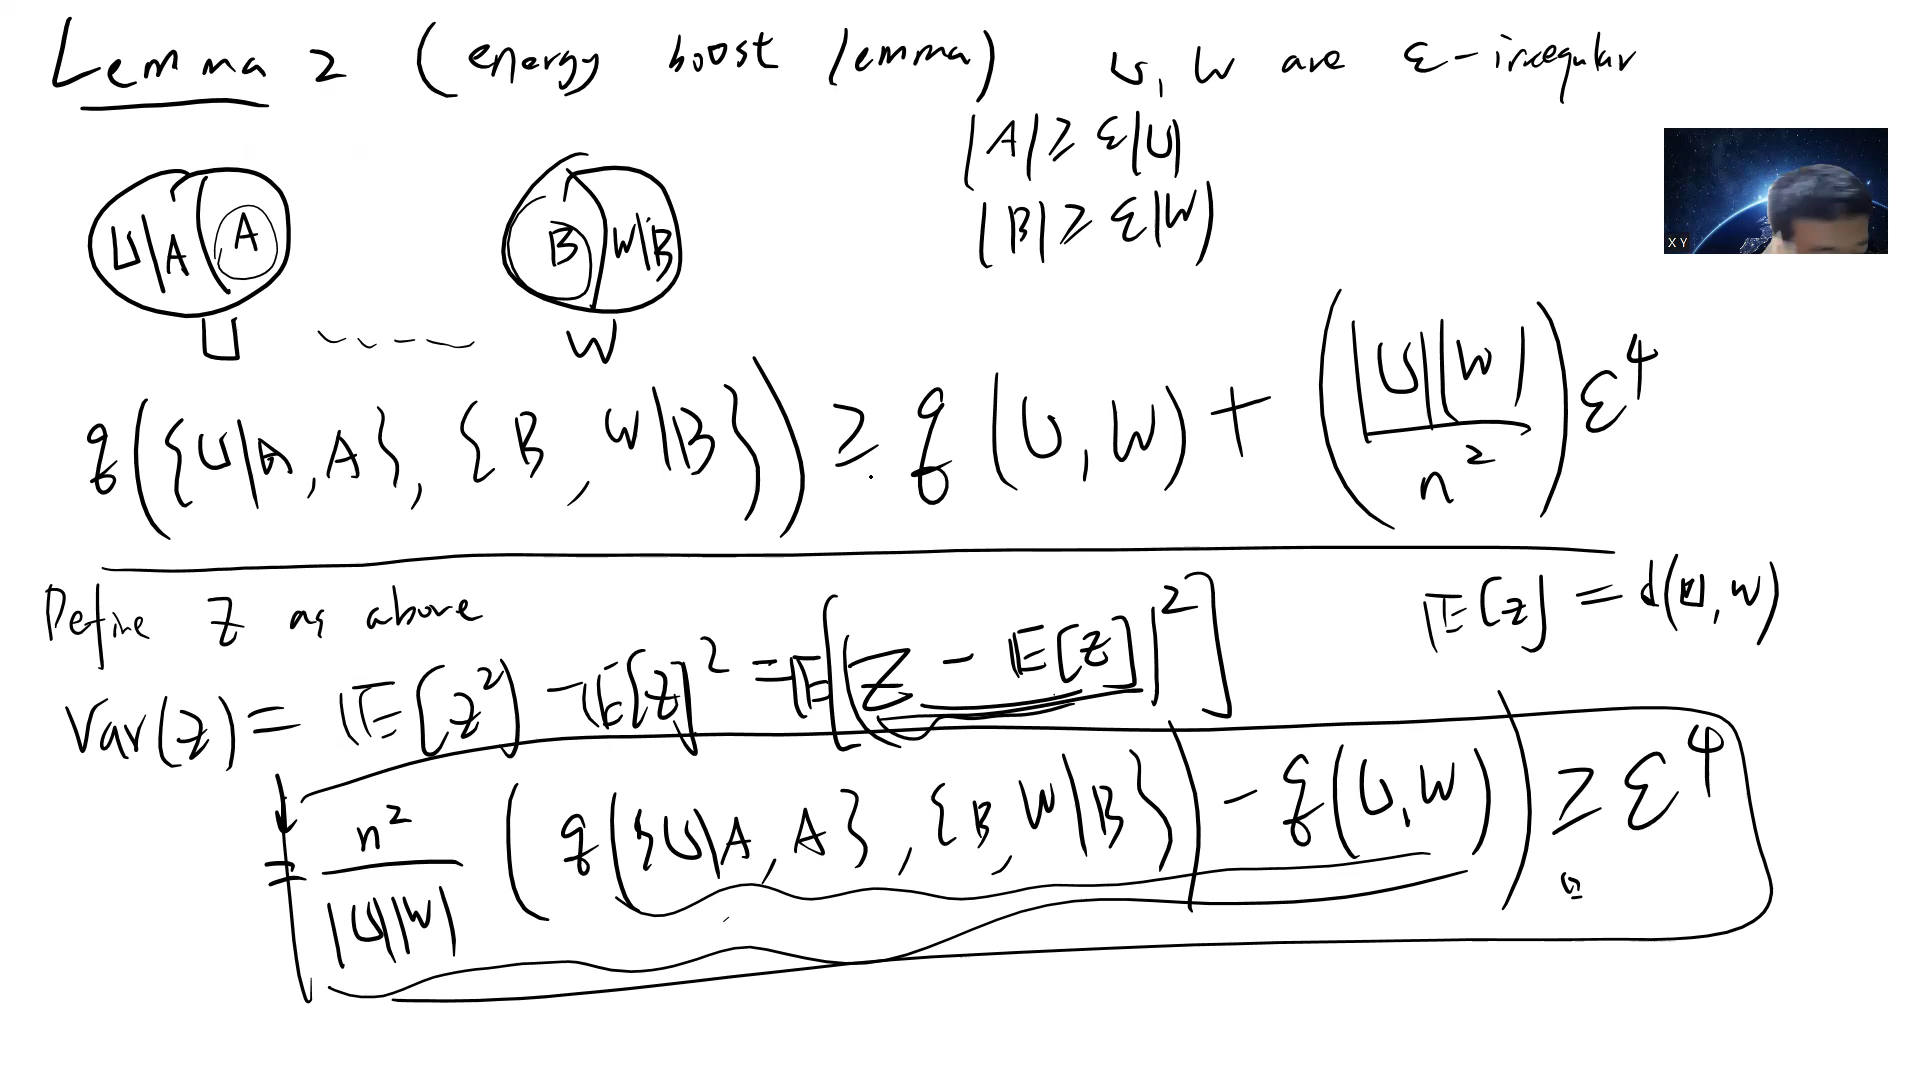 Lemma 2 (energy boost lemma) U, W are ε-irregular
|A| ≥ ε|U|
|B| ≥ ε|W|
U\A A B W\B
U W
X Y
q({U\A, A}, {B, W\B}) ≥ q(U, W) + (|U||W| / n²) ε⁴
Define Z as above
E[z] = d(U, W)
Var(z) = E[z²] - E[z]² = E[|Z - E[z]|²]
= n² / |U||W| (q({U\A, A}, {B, W\B}) - q(U, W)) ≥ ε⁴